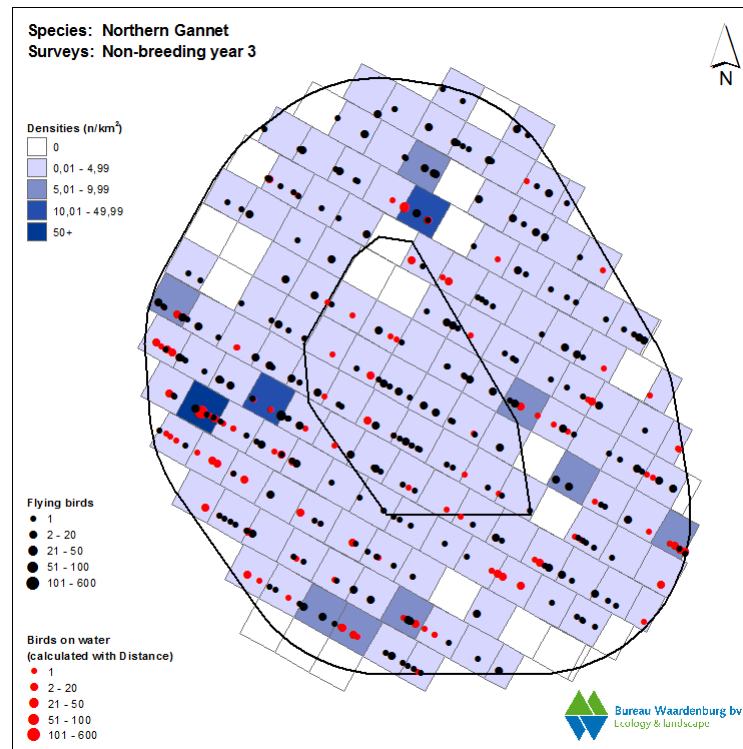 Species: Northern Gannet
Surveys: Non-breeding year 3
N
Densities (n/km²)
0
0,01 - 4,99
5,01 - 9,99
10,01 - 49,99
50+
Flying birds
1
2 - 20
21 - 50
51 - 100
101 - 600
Birds on water
(calculated with Distance)
1
2 - 20
21 - 50
51 - 100
101 - 600
Bureau Waardenburg bv
Ecology & landscape